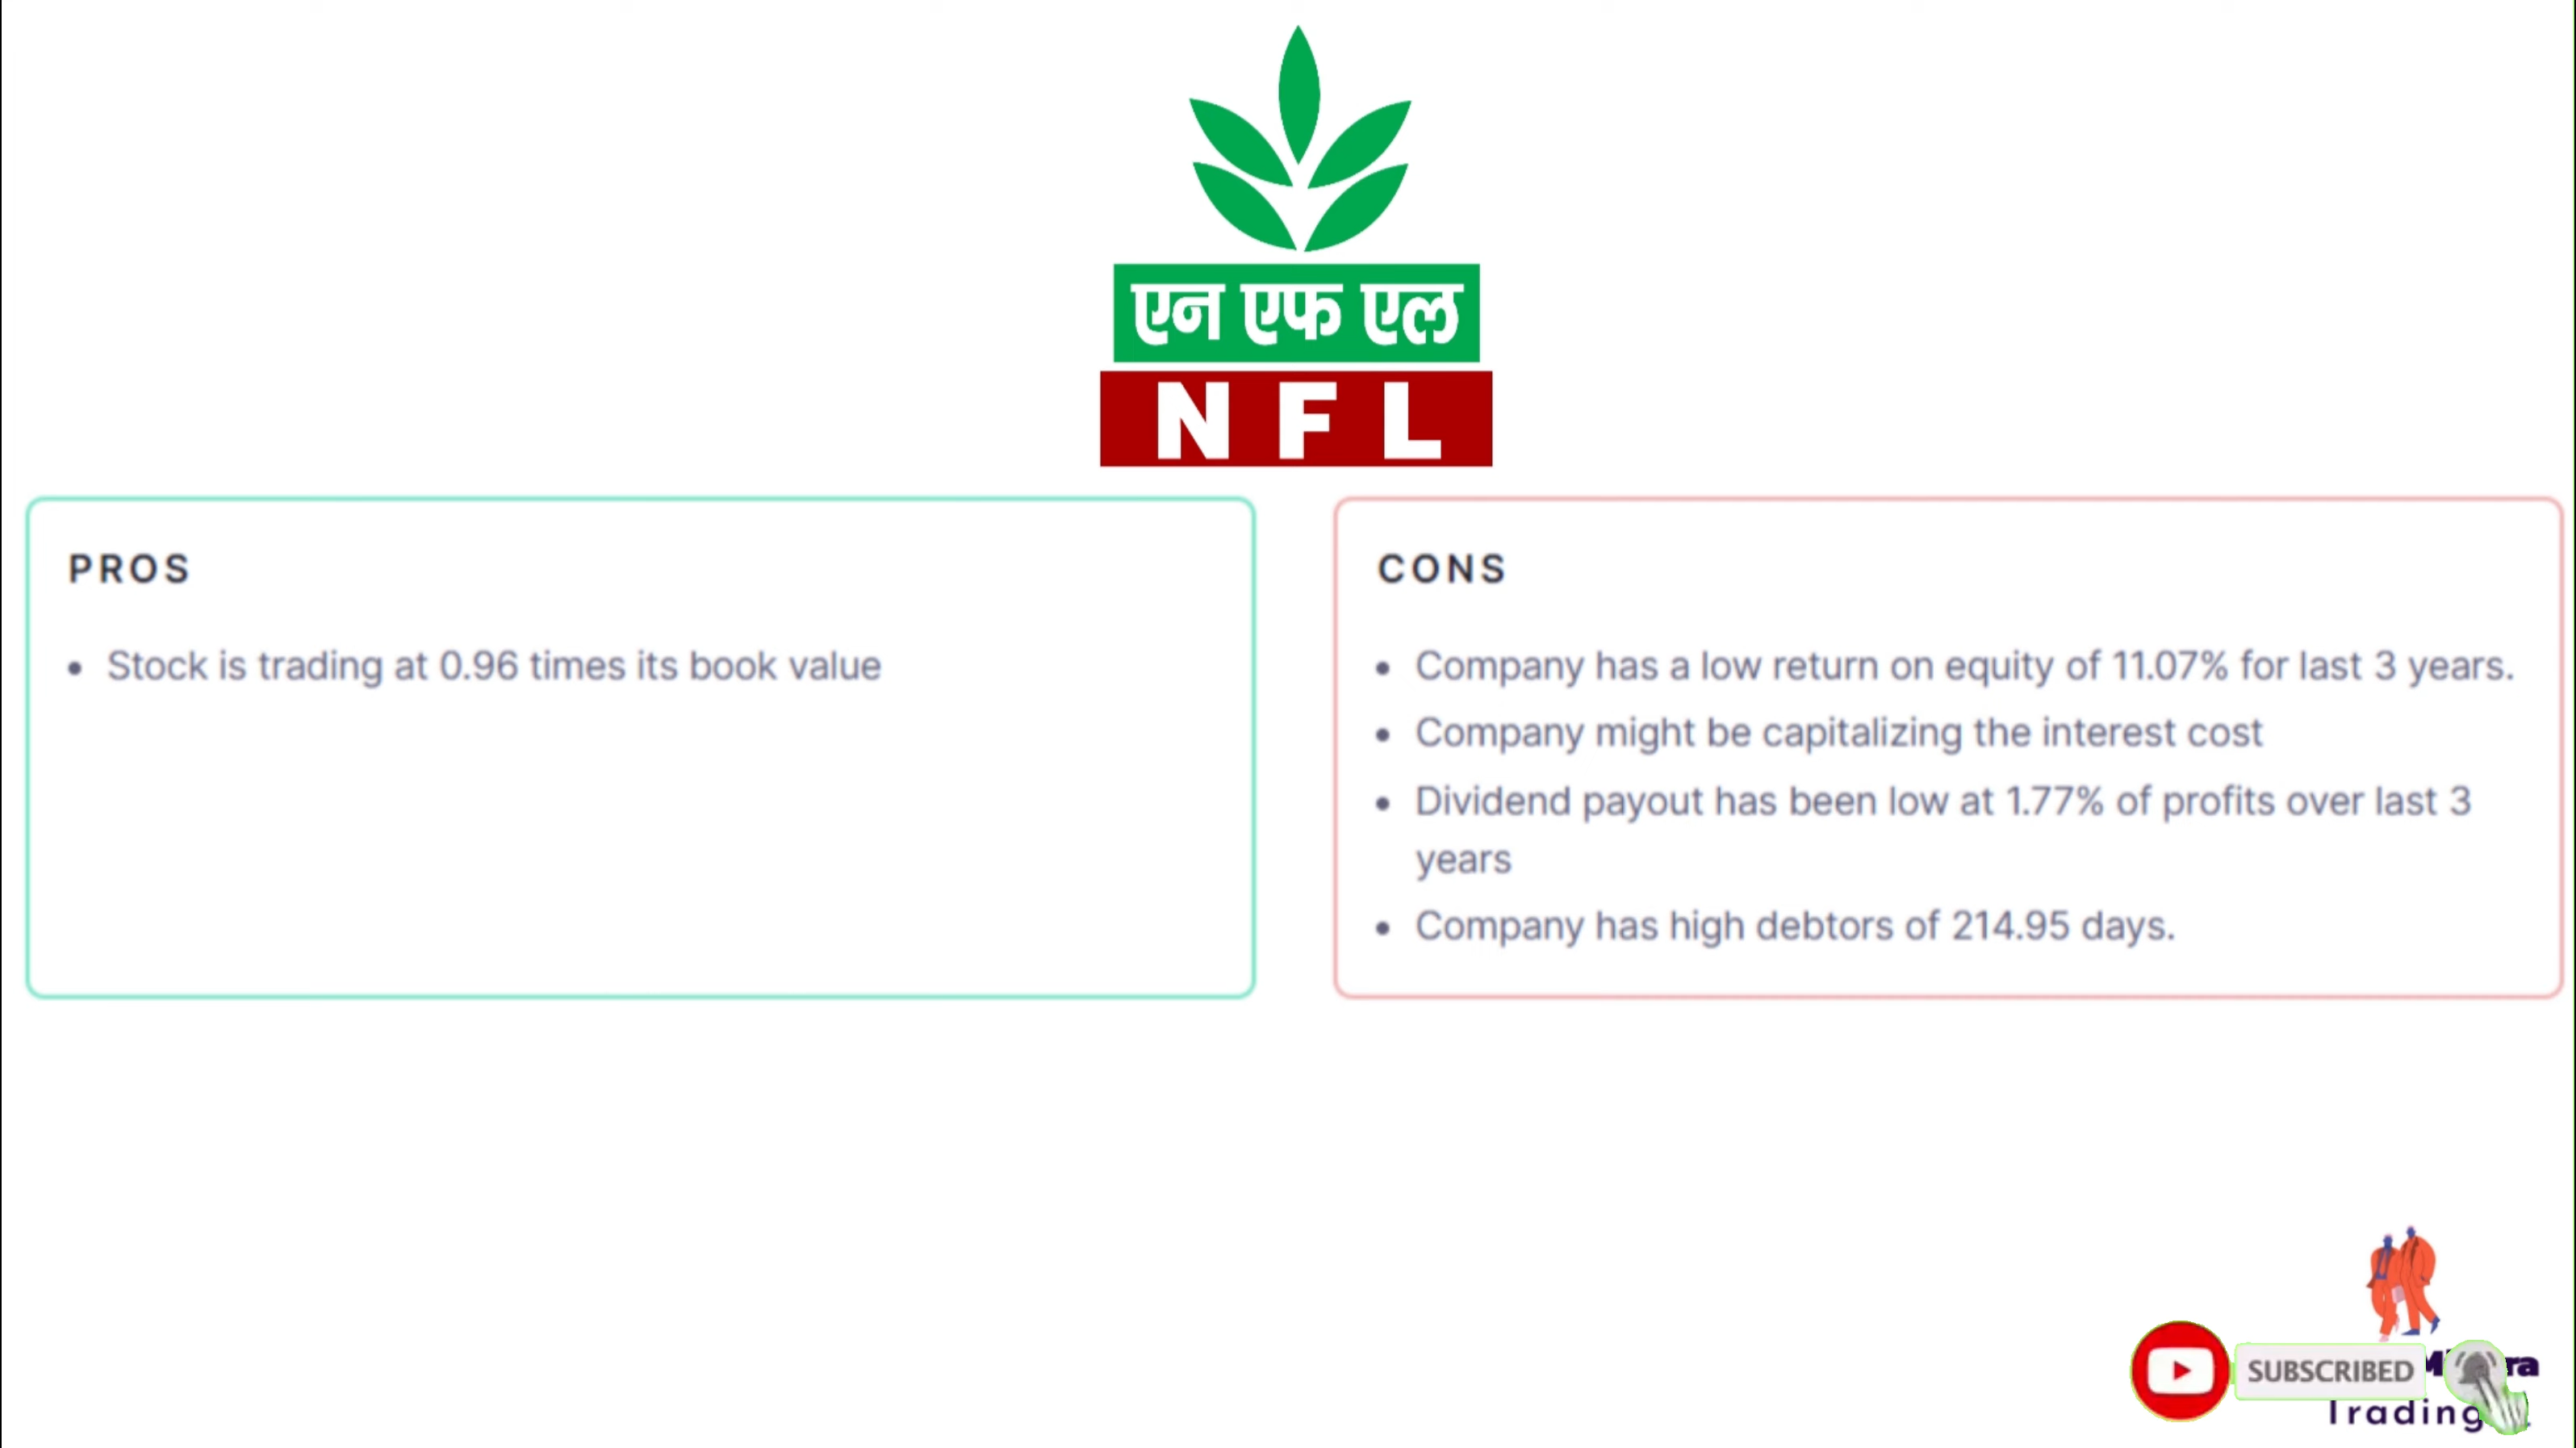 एन एफ एल
N F L
PROS
• Stock is trading at 0.96 times its book value
CONS
• Company has a low return on equity of 11.07% for last 3 years.
• Company might be capitalizing the interest cost
• Dividend payout has been low at 1.77% of profits over last 3
years
• Company has high debtors of 214.95 days.
SUBSCRIBED
Trading